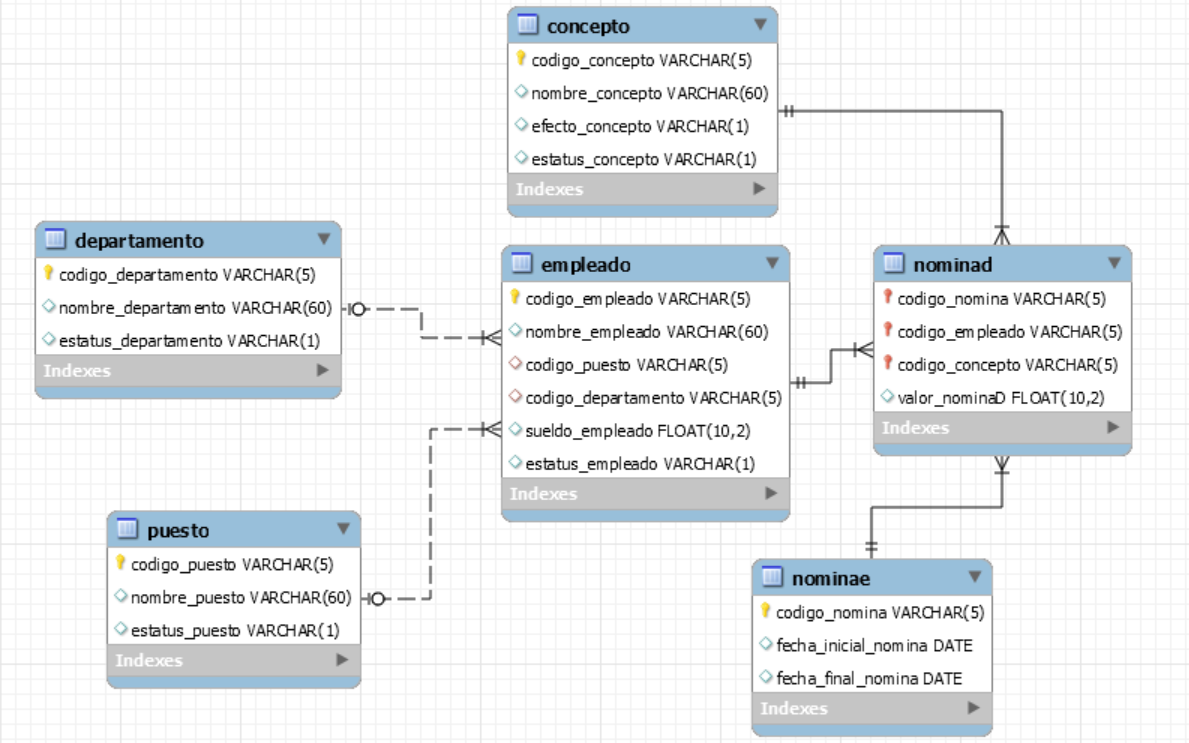 concepto
codigo_concepto VARCHAR(5)
nombre_concepto VARCHAR(60)
efecto_concepto VARCHAR(1)
estatus_concepto VARCHAR(1)
Indexes
departamento
codigo_departamento VARCHAR(5)
nombre_departamento VARCHAR(60)
estatus_departamento VARCHAR(1)
Indexes
empleado
codigo_empleado VARCHAR(5)
nombre_empleado VARCHAR(60)
codigo_puesto VARCHAR(5)
codigo_departamento VARCHAR(5)
sueldo_empleado FLOAT(10,2)
estatus_empleado VARCHAR(1)
Indexes
nominad
codigo_nomina VARCHAR(5)
codigo_empleado VARCHAR(5)
codigo_concepto VARCHAR(5)
valor_nominaD FLOAT(10,2)
Indexes
puesto
codigo_puesto VARCHAR(5)
nombre_puesto VARCHAR(60)
estatus_puesto VARCHAR(1)
Indexes
nominae
codigo_nomina VARCHAR(5)
fecha_inicial_nomina DATE
fecha_final_nomina DATE
Indexes